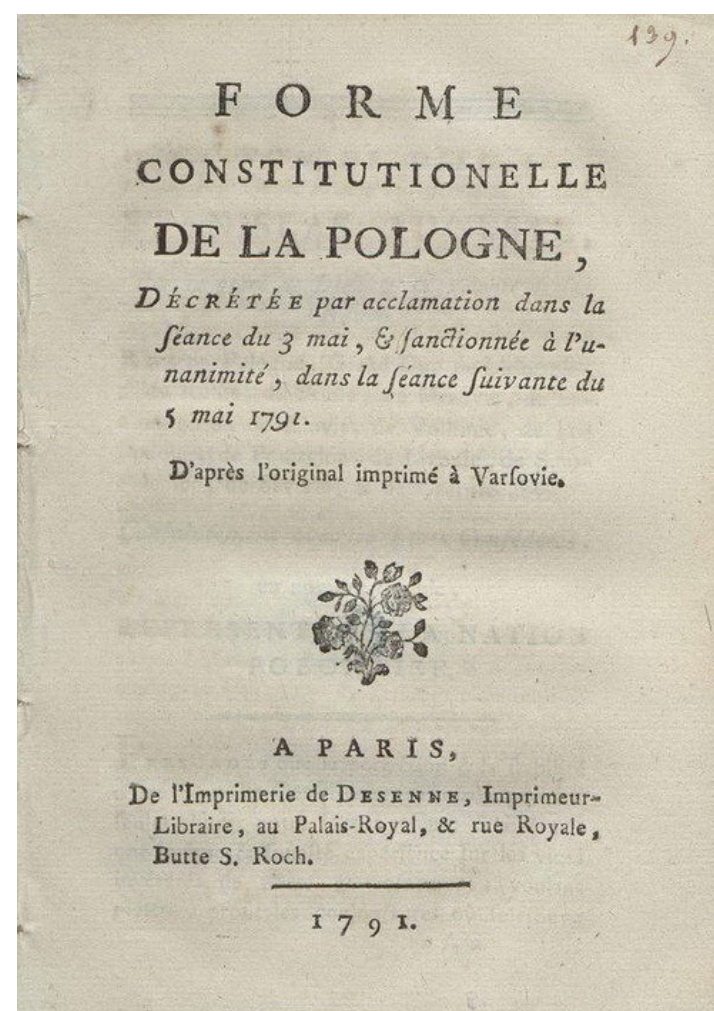 139.
FORME
CONSTITUTIONELLE
DE LA POLOGNE,
DÉCRÉTÉE par acclamation dans la
ſéance du 3 mai, & ſanctionnée à l'u-
nanimité, dans la ſéance ſuivante du
5 mai 1791.
D'après l'original imprimé à Varſovie.
A PARIS,
De l'Imprimerie de DESENNE, Imprimeur-
Libraire, au Palais-Royal, & rue Royale,
Butte S. Roch.
1791.